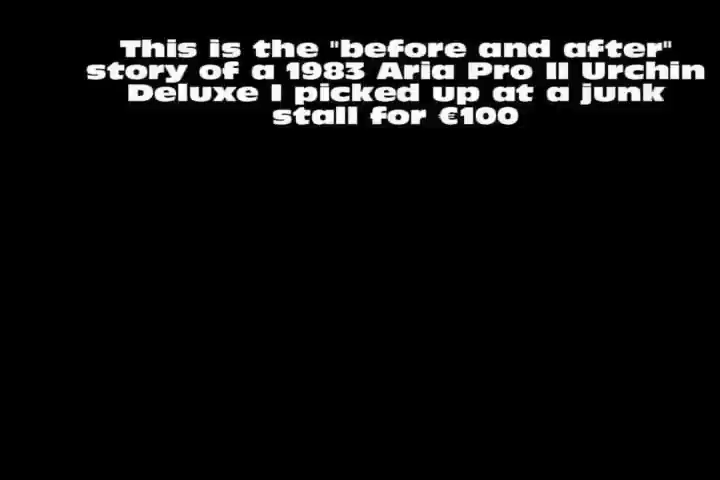 This is the "before and after"
story of a 1983 Aria Pro II Urchin
Deluxe I picked up at a junk
stall for €100